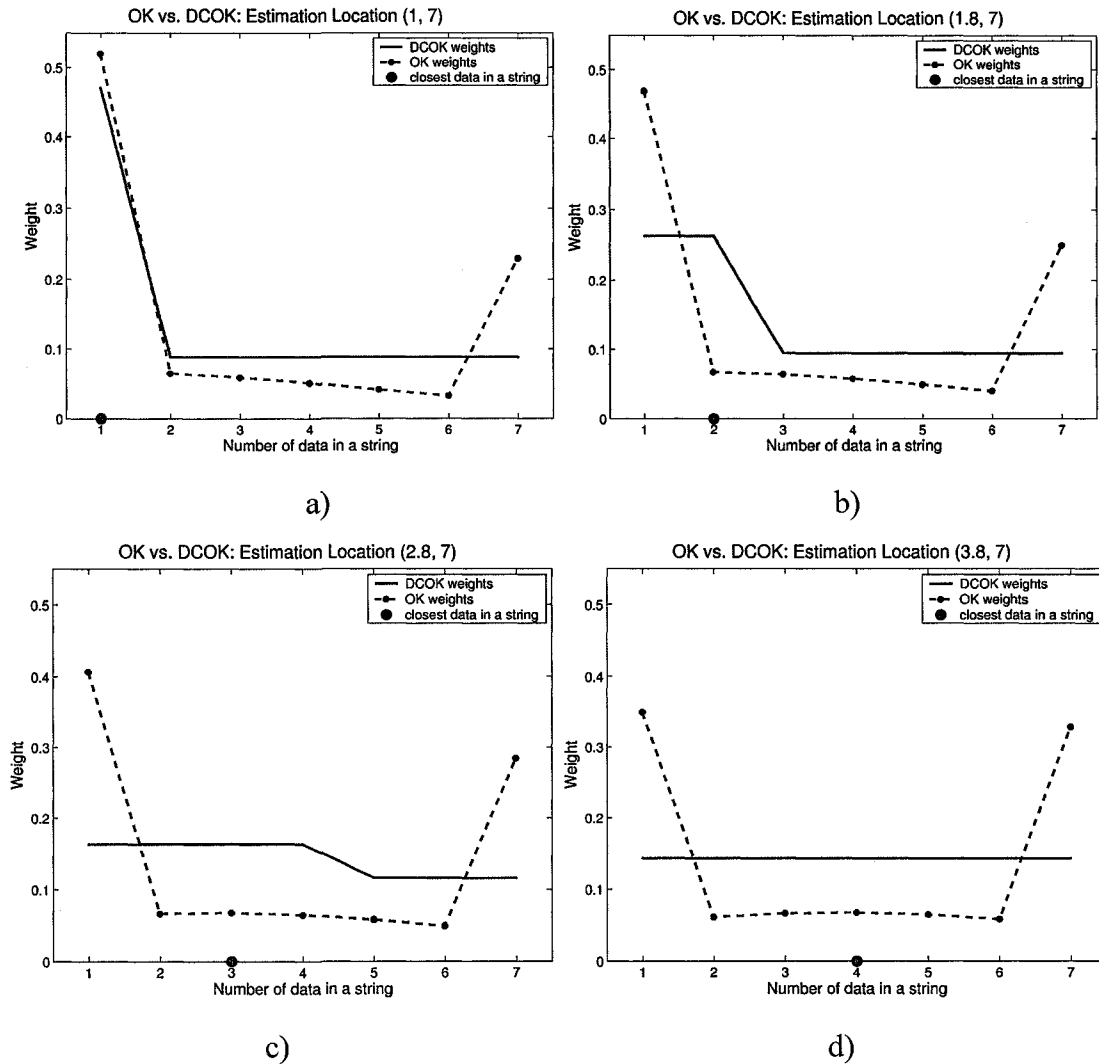 OK vs. DCOK: Estimation Location (1, 7)
DCOK weights
OK weights
closest data in a string
0.5
0.4
0.3
0.2
0.1
0
Weight
1 2 3 4 5 6 7
Number of data in a string
a)
OK vs. DCOK: Estimation Location (1.8, 7)
DCOK weights
OK weights
closest data in a string
0.5
0.4
0.3
0.2
0.1
0
Weight
1 2 3 4 5 6 7
Number of data in a string
b)
OK vs. DCOK: Estimation Location (2.8, 7)
DCOK weights
OK weights
closest data in a string
0.5
0.4
0.3
0.2
0.1
0
Weight
1 2 3 4 5 6 7
Number of data in a string
c)
OK vs. DCOK: Estimation Location (3.8, 7)
DCOK weights
OK weights
closest data in a string
0.5
0.4
0.3
0.2
0.1
0
Weight
1 2 3 4 5 6 7
Number of data in a string
d)